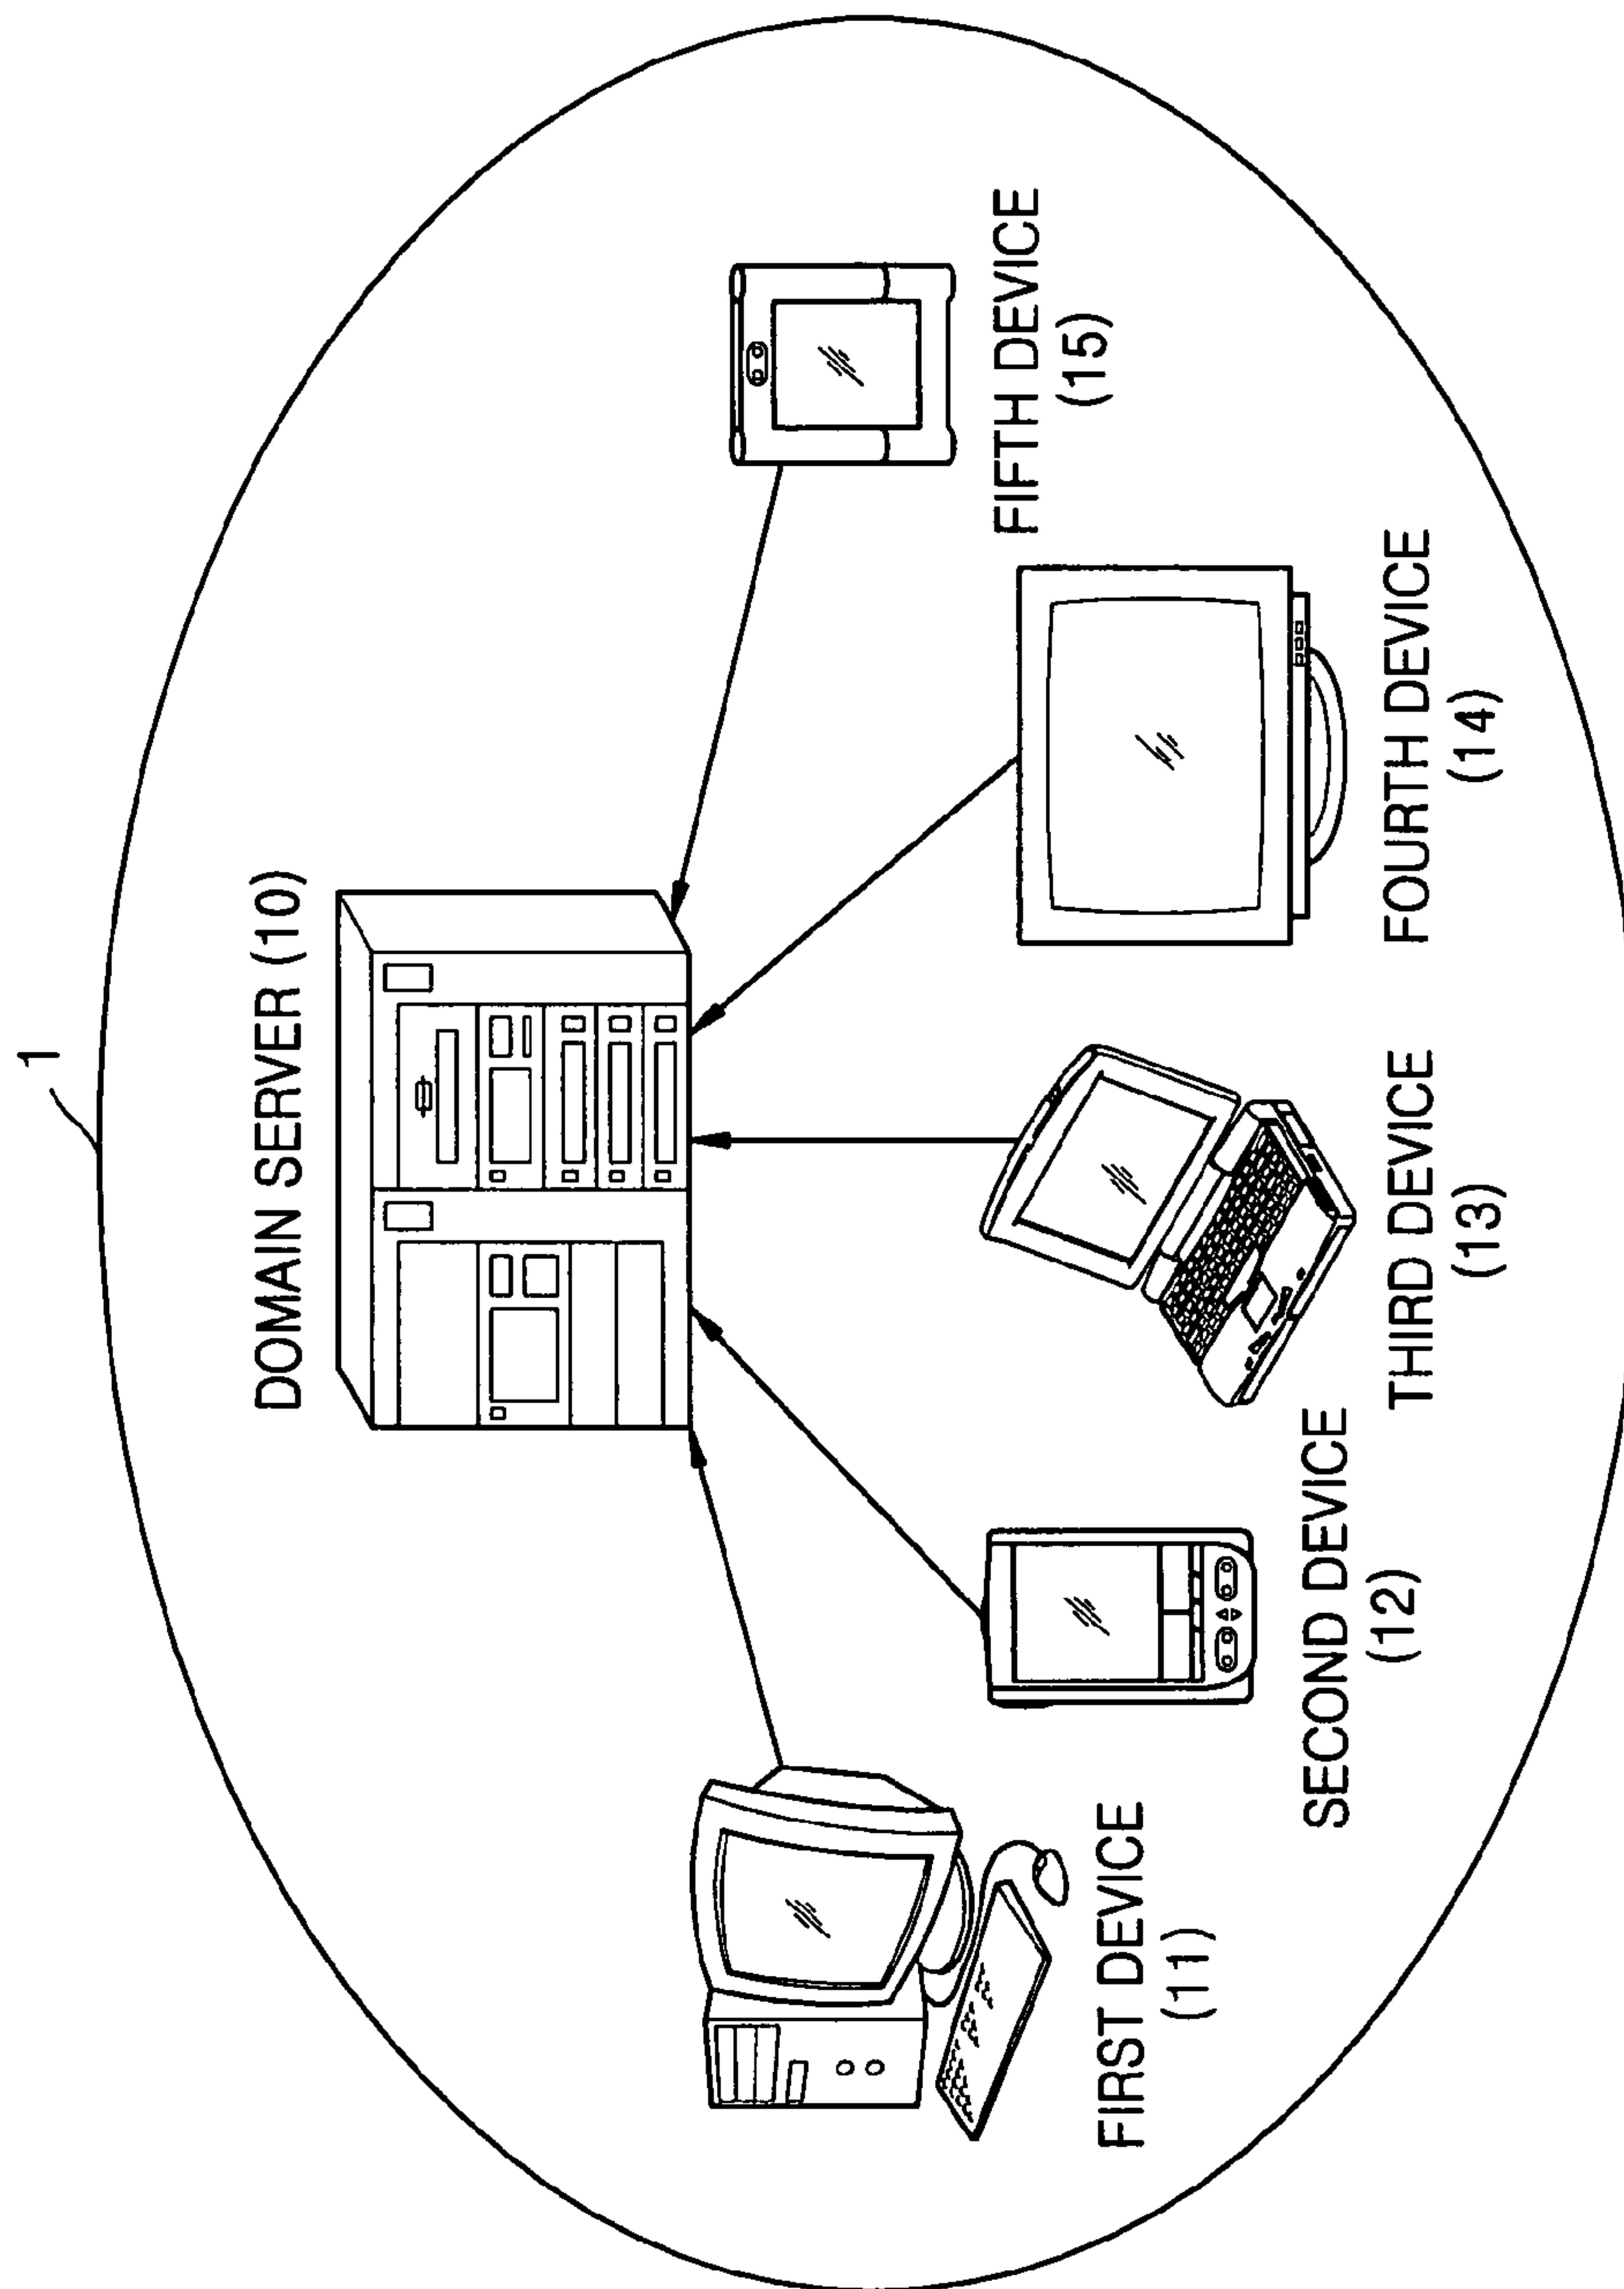 1
DOMAIN SERVER (10)
FIRST DEVICE
(11)
SECOND DEVICE
(12)
THIRD DEVICE
(13)
FOURTH DEVICE
(14)
FIFTH DEVICE
(15)